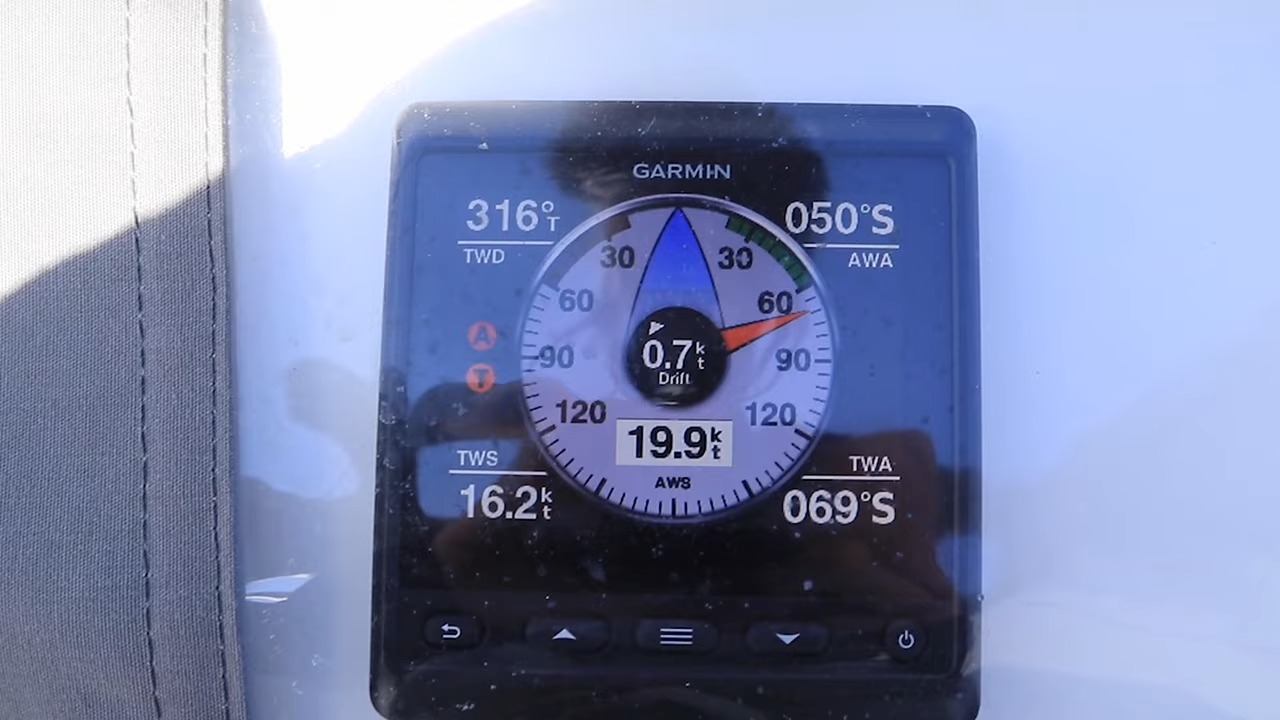 GARMIN
316°T
TWD
050°S
AWA
30
30
60
60
A
T
90
90
0.7kt
Drift
120
120
19.9kt
AWS
TWS
16.2kt
TWA
069°S